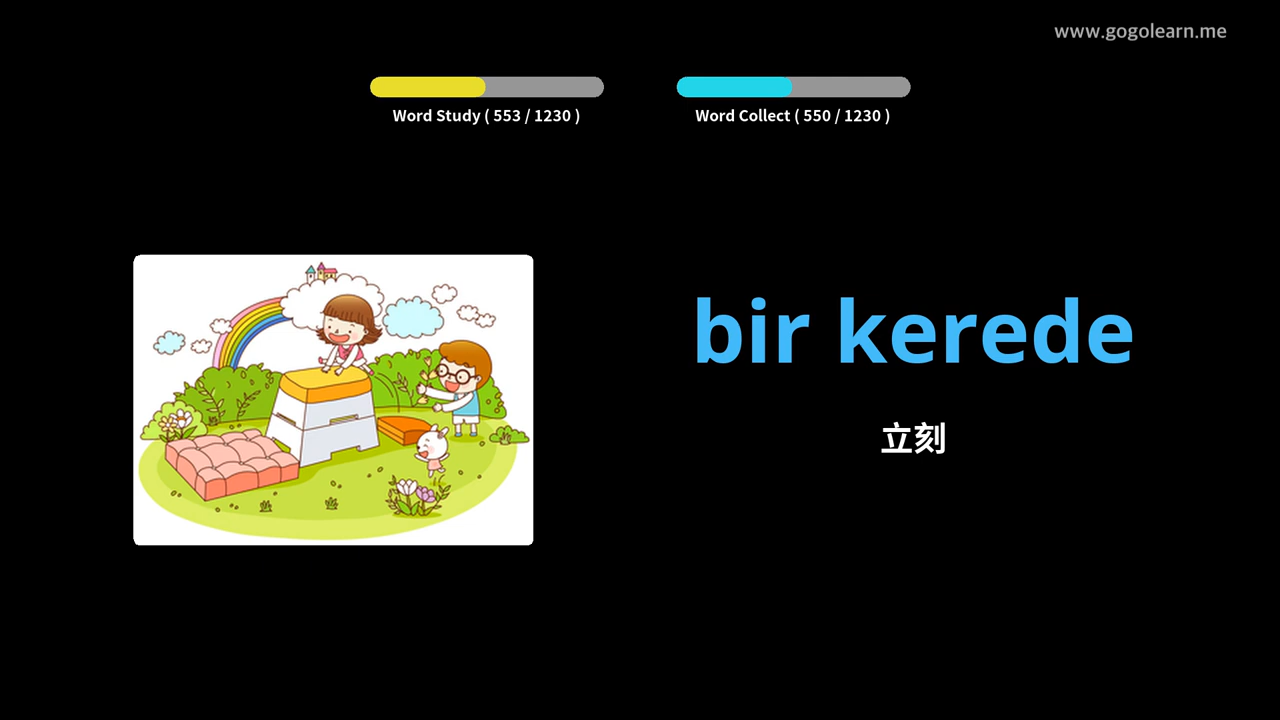 www.gogolearn.me
Word Study ( 553 / 1230 )
Word Collect ( 550 / 1230 )
bir kerede
立刻